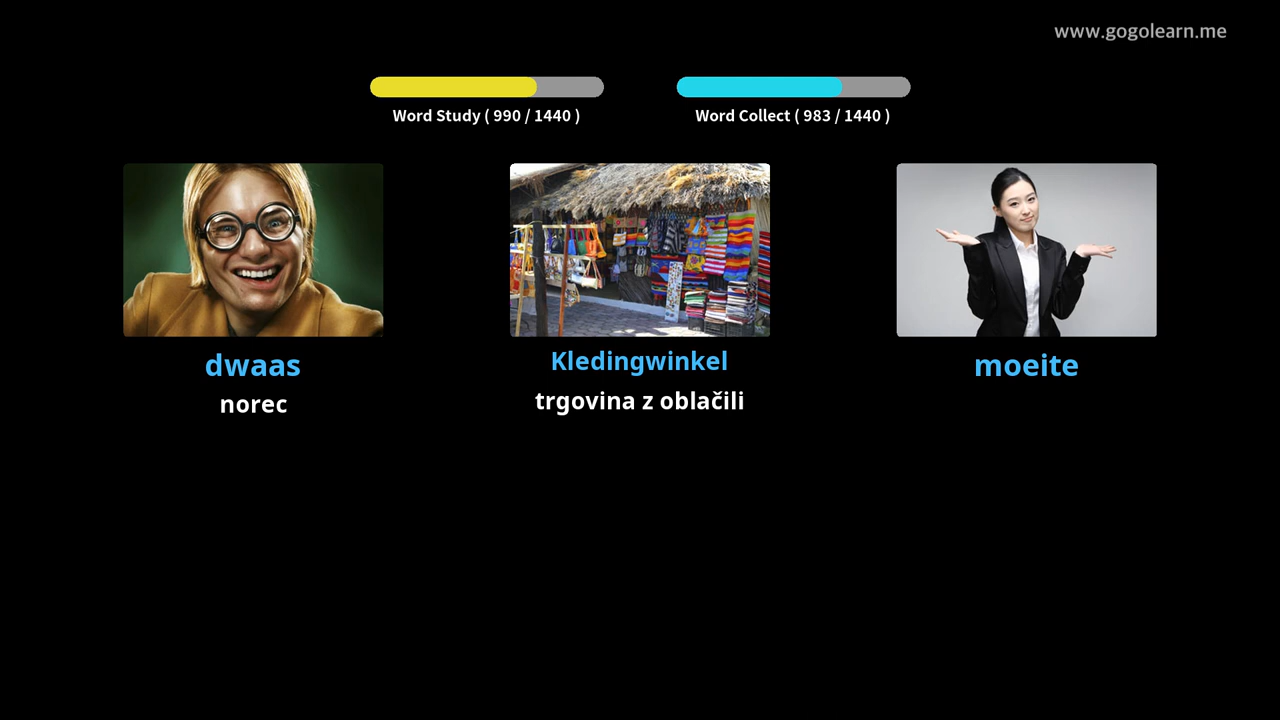 www.gogolearn.me
Word Study ( 990 / 1440 )
Word Collect ( 983 / 1440 )
dwaas
norec
Kledingwinkel
trgovina z oblačili
moeite